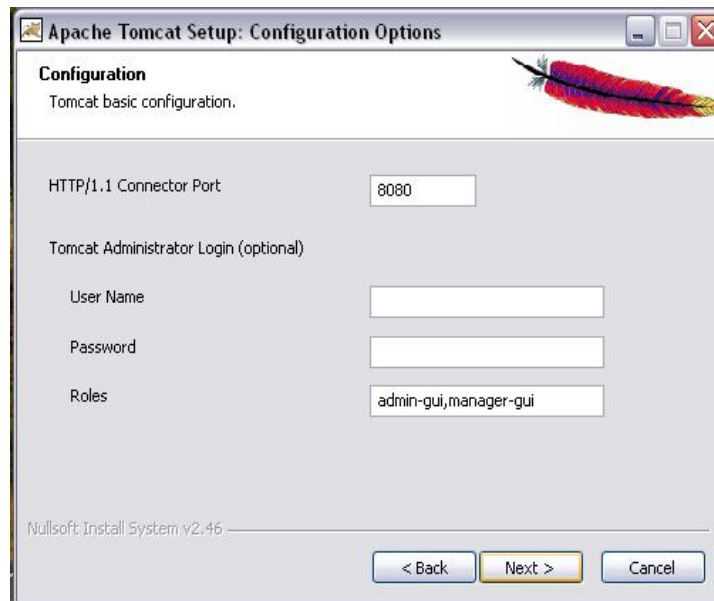 Apache Tomcat Setup: Configuration Options
Configuration
Tomcat basic configuration.
HTTP/1.1 Connector Port
8080
Tomcat Administrator Login (optional)
User Name
Password
Roles
admin-gui,manager-gui
Nullsoft Install System v2.46
< Back
Next >
Cancel